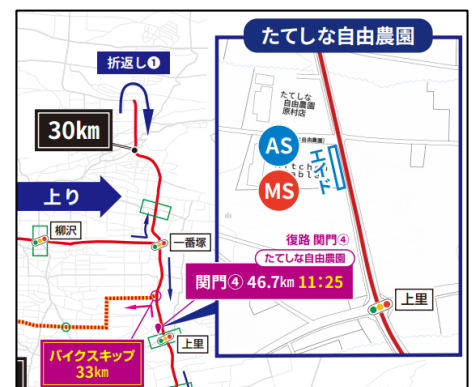 たてしな自由農園
折返し❶
30km
上り
柳沢
一番塚
たてしな
自由農園
原村店
AS
MS
エイド
復路 関門④
たてしな自由農園
関門④ 46.7km 11:25
上里
上里
バイクスキップ
33km